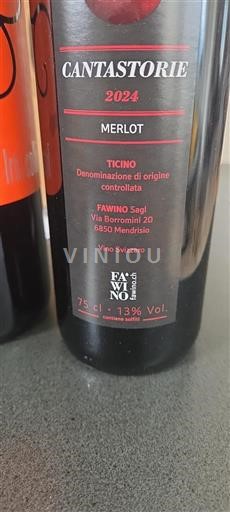 CANTASTORIE
2024
MERLOT
TICINO
Denominazione di origine
controllata
FAWINO Sagl
Via Borromini 20
6850 Mendrisio
Vino Svizzero
VINIOU
FA'
WI
NO
fawino.ch
75 cl · 13% Vol.
contiene solfiti